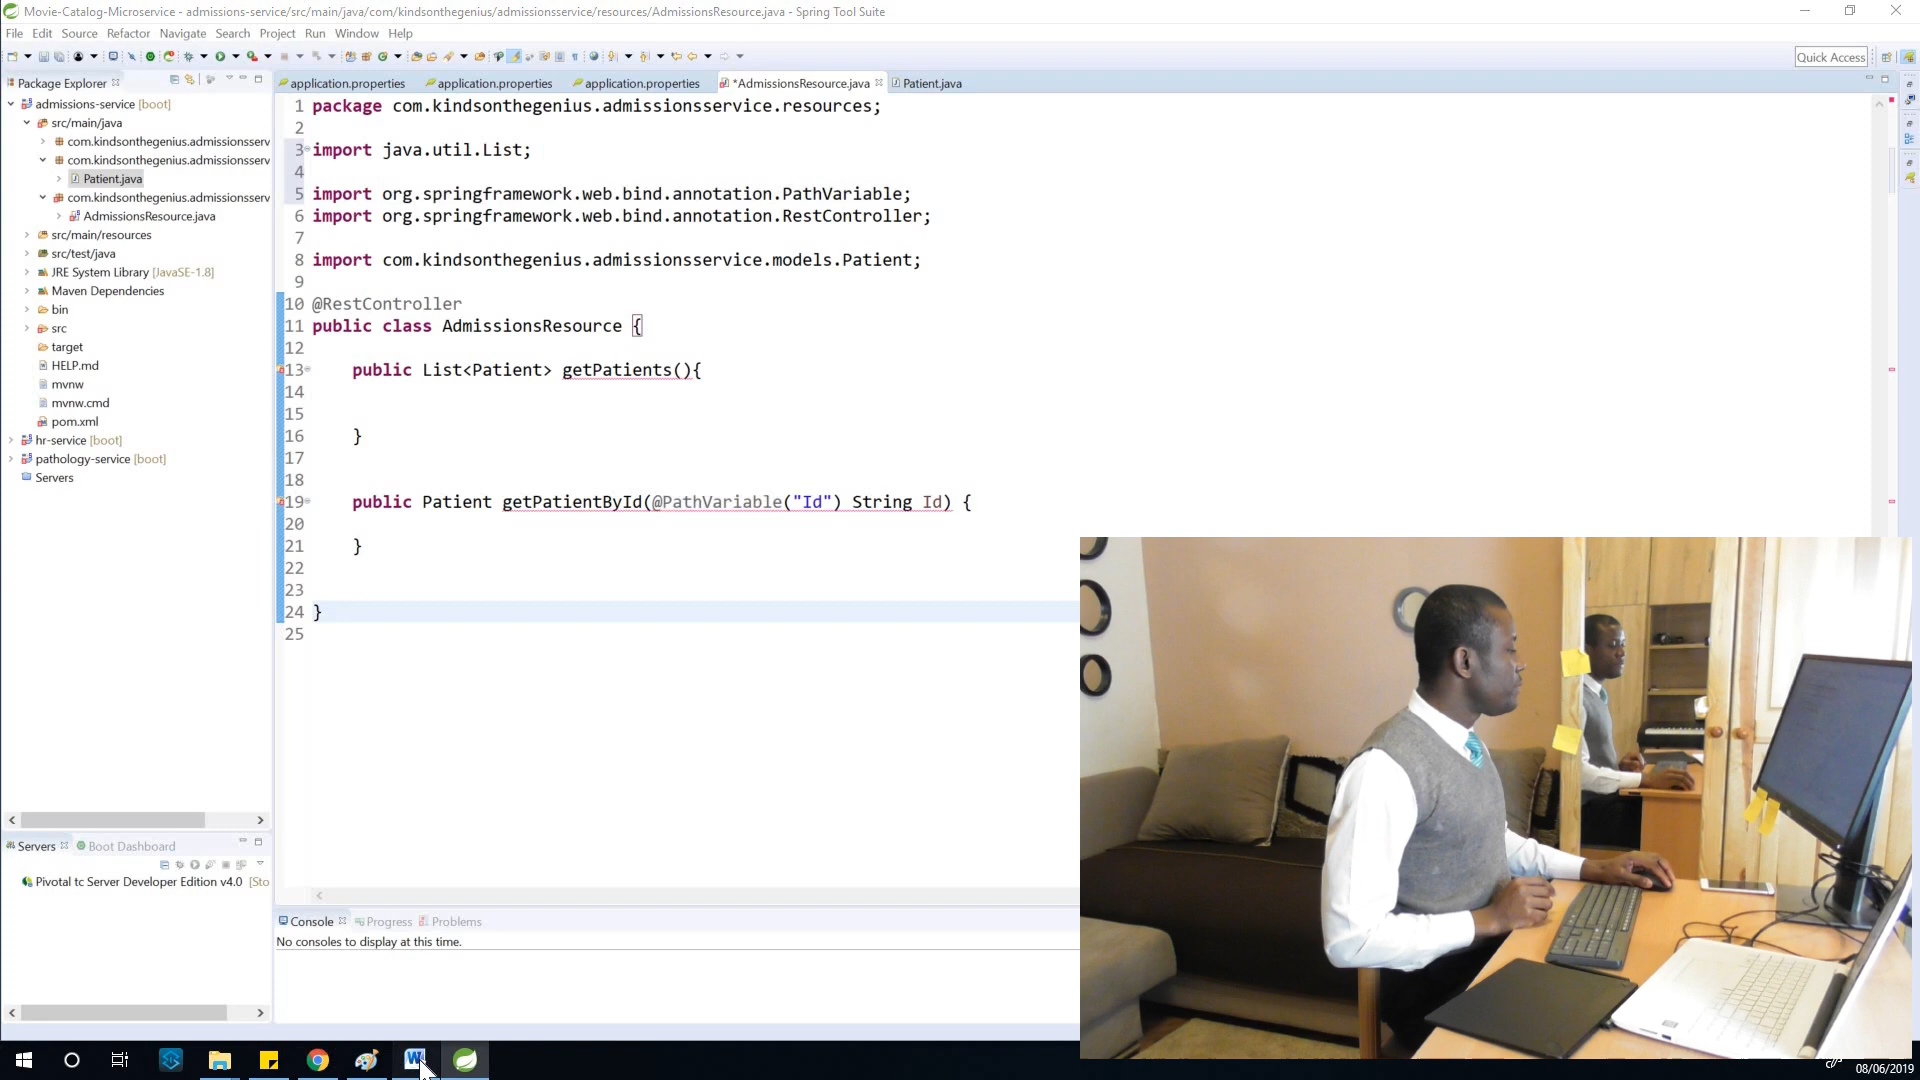 Movie-Catalog-Microservice - admissions-service/src/main/java/com/kindsonthegenius/admissionsservice/resources/AdmissionsResource.java - Spring Tool Suite
File Edit Source Refactor Navigate Search Project Run Window Help
Quick Access
Package Explorer
admissions-service [boot]
src/main/java
com.kindsonthegenius.admissionsserv
com.kindsonthegenius.admissionsserv
Patient.java
com.kindsonthegenius.admissionsserv
AdmissionsResource.java
src/main/resources
src/test/java
JRE System Library [JavaSE-1.8]
Maven Dependencies
bin
src
target
HELP.md
mvnw
mvnw.cmd
pom.xml
hr-service [boot]
pathology-service [boot]
Servers
application.properties application.properties application.properties *AdmissionsResource.java Patient.java
1 package com.kindsonthegenius.admissionsservice.resources;
2
3 import java.util.List;
4
5 import org.springframework.web.bind.annotation.PathVariable;
6 import org.springframework.web.bind.annotation.RestController;
7
8 import com.kindsonthegenius.admissionsservice.models.Patient;
9
10 @RestController
11 public class AdmissionsResource {
12
13 public List<Patient> getPatients(){
14
15
16 }
17
18
19 public Patient getPatientById(@PathVariable("Id") String Id) {
20
21 }
22
23
24 }
25
Servers Boot Dashboard
Pivotal tc Server Developer Edition v4.0 [Sto
Console Progress Problems
No consoles to display at this time.
08/06/2019